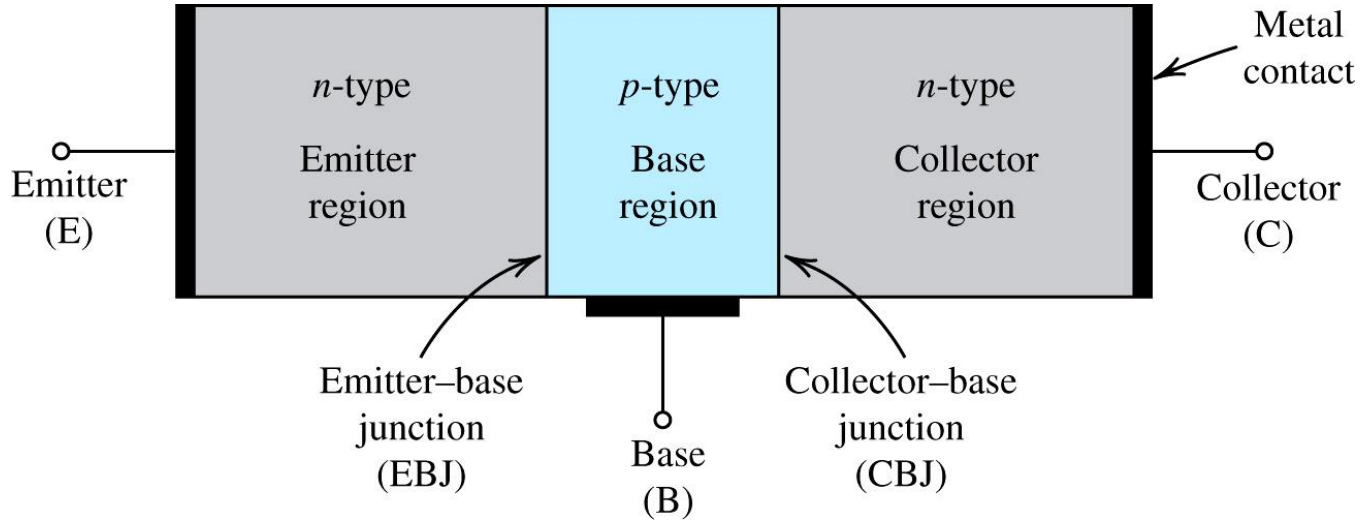 Metal
contact
n-type
Emitter
region
p-type
Base
region
n-type
Collector
region
Emitter
(E)
Collector
(C)
Emitter–base
junction
(EBJ)
Base
(B)
Collector–base
junction
(CBJ)